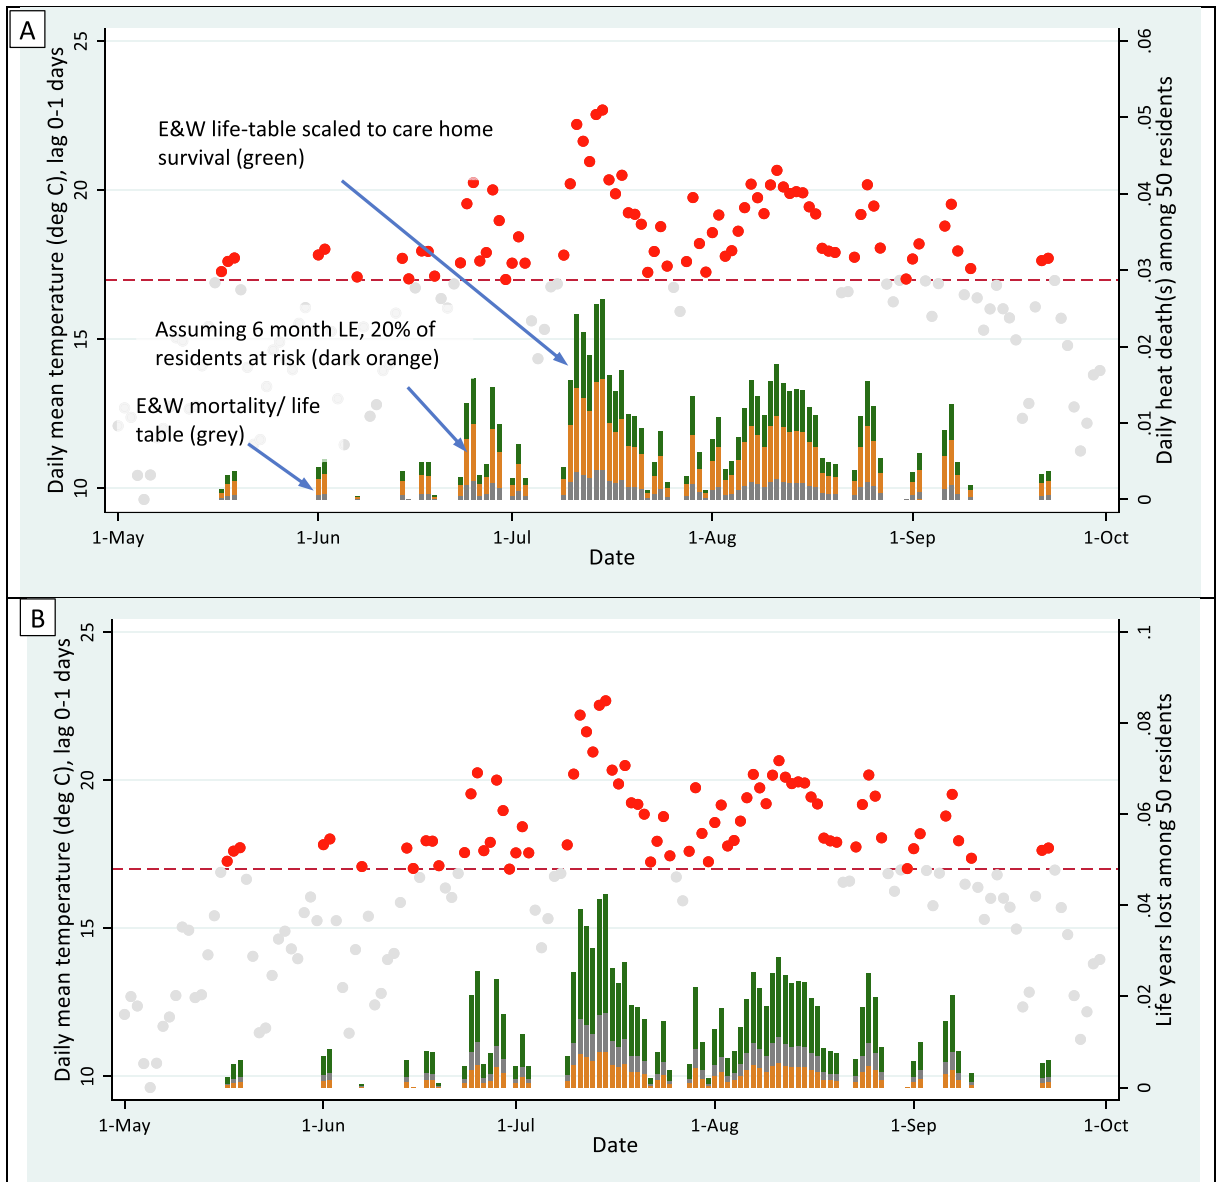 A
Daily mean temperature (deg C), lag 0-1 days
25
20
15
10
E&W life-table scaled to care home
survival (green)
Assuming 6 month LE, 20% of
residents at risk (dark orange)
E&W mortality/ life
table (grey)
.06
.05
.04
.03
.02
.01
0
Daily heat death(s) among 50 residents
1-May
1-Jun
1-Jul
1-Aug
1-Sep
1-Oct
Date
B
Daily mean temperature (deg C), lag 0-1 days
25
20
15
10
.1
.08
.06
.04
.02
0
Life years lost among 50 residents
1-May
1-Jun
1-Jul
1-Aug
1-Sep
1-Oct
Date